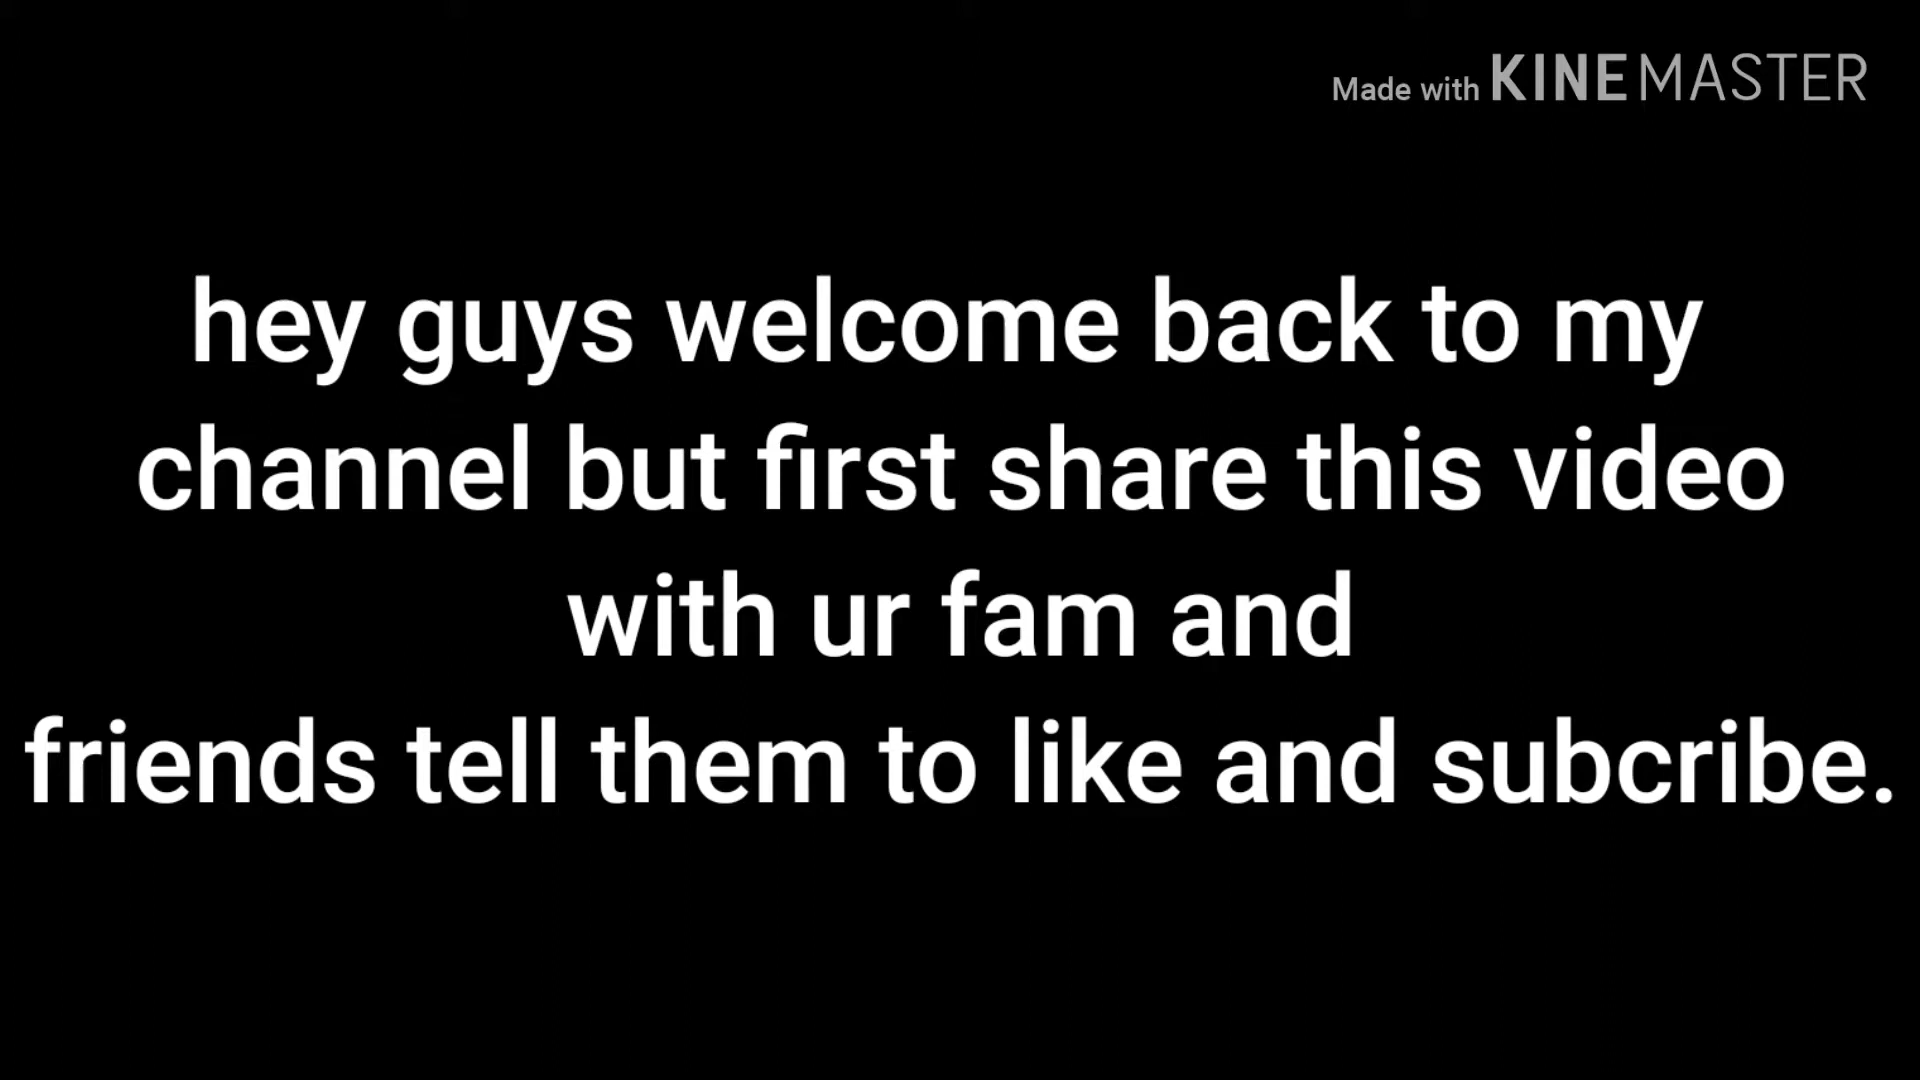 Made with KINEMASTER
hey guys welcome back to my
channel but first share this video
with ur fam and
friends tell them to like and subcribe.